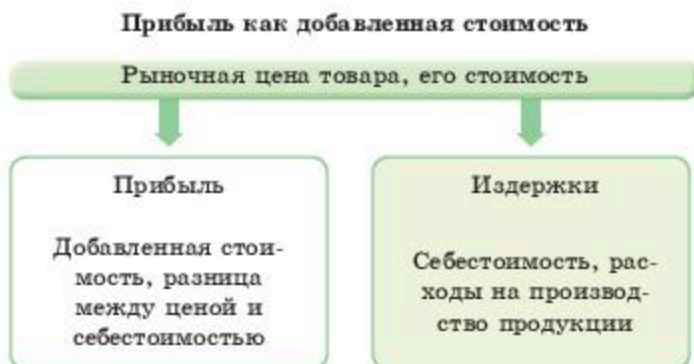 Прибыль как добавленная стоимость
Рыночная цена товара, его стоимость
Прибыль
Добавленная стои-
мость, разница
между ценой и
себестоимостью
Издержки
Себестоимость, рас-
ходы на производ-
ство продукции